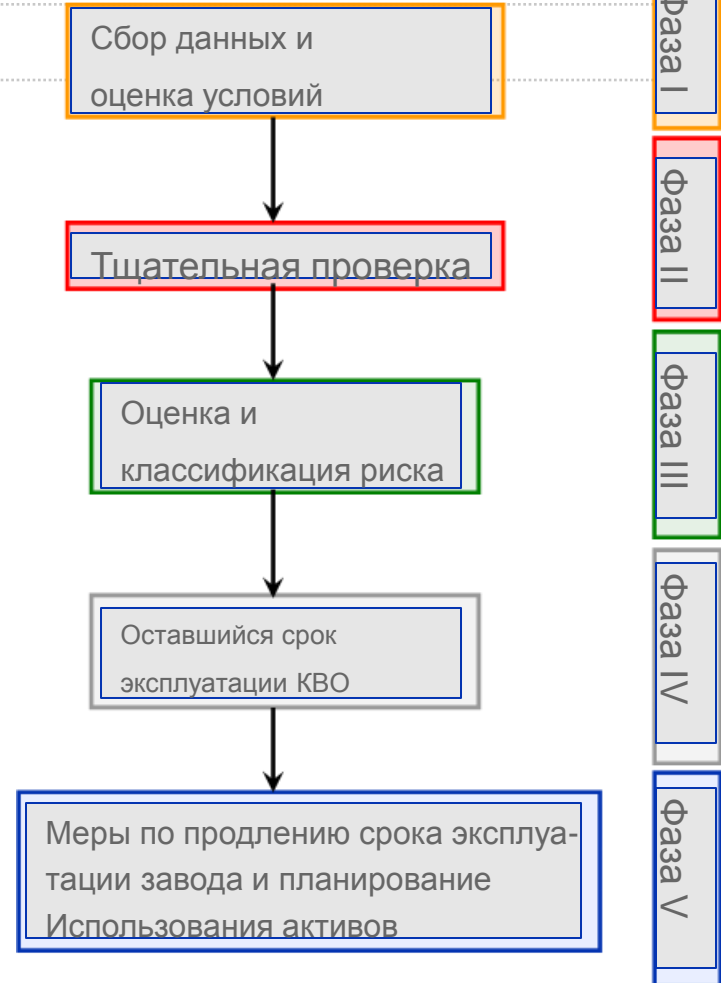 Сбор данных и
оценка условий
Фаза I
Тщательная проверка
Фаза II
Оценка и
классификация риска
Фаза III
Оставшийся срок
эксплуатации КВО
Фаза IV
Меры по продлению срока эксплуа-
тации завода и планирование
Использования активов
Фаза V